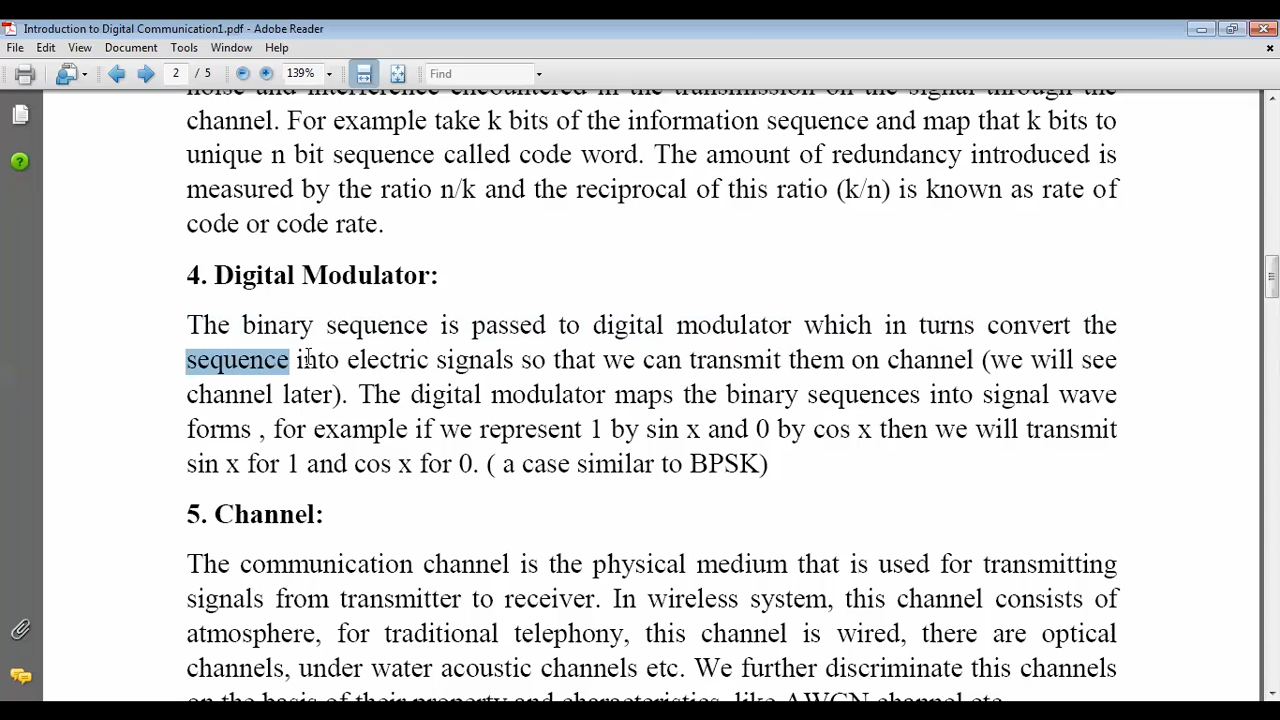 Introduction to Digital Communication1.pdf - Adobe Reader
File Edit View Document Tools Window Help
2 / 5 139% Find
noise and interference encountered in the transmission on the signal through the
channel. For example take k bits of the information sequence and map that k bits to
unique n bit sequence called code word. The amount of redundancy introduced is
measured by the ratio n/k and the reciprocal of this ratio (k/n) is known as rate of
code or code rate.
4. Digital Modulator:
The binary sequence is passed to digital modulator which in turns convert the
sequence into electric signals so that we can transmit them on channel (we will see
channel later). The digital modulator maps the binary sequences into signal wave
forms , for example if we represent 1 by sin x and 0 by cos x then we will transmit
sin x for 1 and cos x for 0. ( a case similar to BPSK)
5. Channel:
The communication channel is the physical medium that is used for transmitting
signals from transmitter to receiver. In wireless system, this channel consists of
atmosphere, for traditional telephony, this channel is wired, there are optical
channels, under water acoustic channels etc. We further discriminate this channels
on the basis of their property and characteristics, like AWGN channel etc.